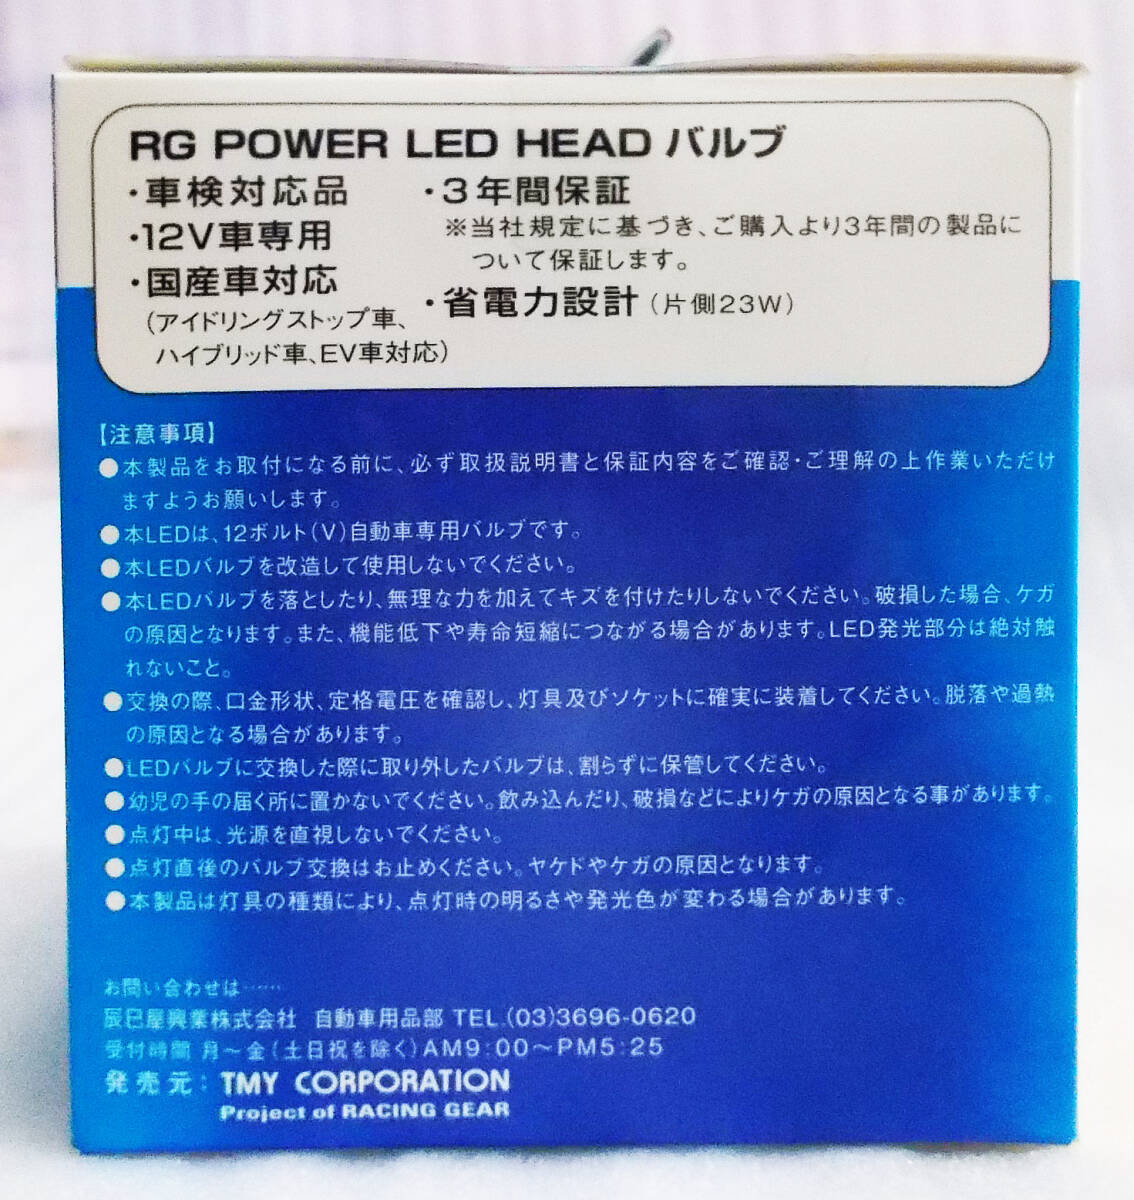 RG POWER LED HEAD バルブ
・車検対応品
・12V車専用
・国産車対応
(アイドリングストップ車、
ハイブリッド車、EV車対応)
・3年間保証
※当社規定に基づき、ご購入より3年間の製品に
ついて保証します。
・省電力設計(片側23W)
【注意事項】
●本製品をお取付になる前に、必ず取扱説明書と保証内容をご確認・ご理解の上作業いただけ
ますようお願いします。
●本LEDは、12ボルト(V)自動車専用バルブです。
●本LEDバルブを改造して使用しないでください。
●本LEDバルブを落としたり、無理な力を加えてキズを付けたりしないでください。破損した場合、ケガ
の原因となります。また、機能低下や寿命短縮につながる場合があります。LED発光部分は絶対触
れないこと。
●交換の際、口金形状、定格電圧を確認し、灯具及びソケットに確実に装着してください。脱落や過熱
の原因となる場合があります。
●LEDバルブに交換した際に取り外したバルブは、割らずに保管してください。
●幼児の手の届く所に置かないでください。飲み込んだり、破損などによりケガの原因となる事があります。
●点灯中は、光源を直視しないでください。
●点灯直後のバルブ交換はお止めください。ヤケドやケガの原因となります。
●本製品は灯具の種類により、点灯時の明るさや発光色が変わる場合があります。
お問い合わせは……
辰巳屋興業株式会社 自動車用品部 TEL.(03)3696-0620
受付時間 月〜金(土日祝を除く)AM9:00〜PM5:25
発売元: TMY CORPORATION
Project of RACING GEAR